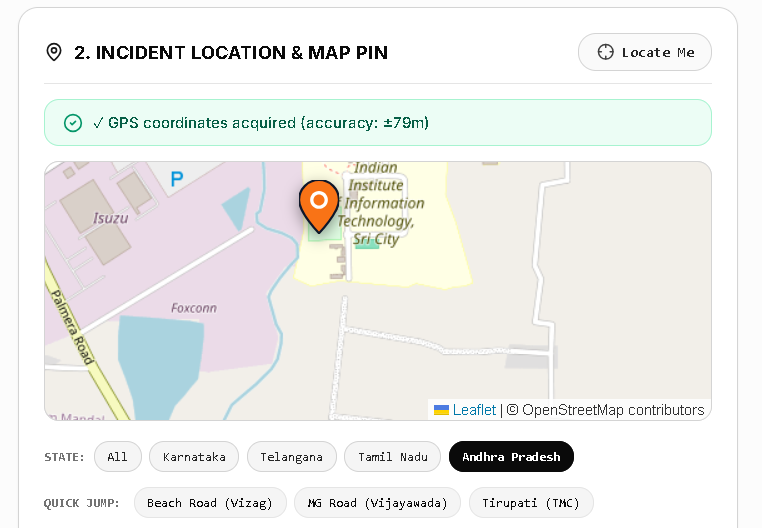 2. INCIDENT LOCATION & MAP PIN
Locate Me
✓ GPS coordinates acquired (accuracy: ±79m)
P
Isuzu
Indian
Institute
f Information
Technology,
Sri City
Foxconn
Palmera Road
m Mandal
Leaflet | © OpenStreetMap contributors
STATE: All Karnataka Telangana Tamil Nadu Andhra Pradesh
QUICK JUMP: Beach Road (Vizag) MG Road (Vijayawada) Tirupati (TMC)